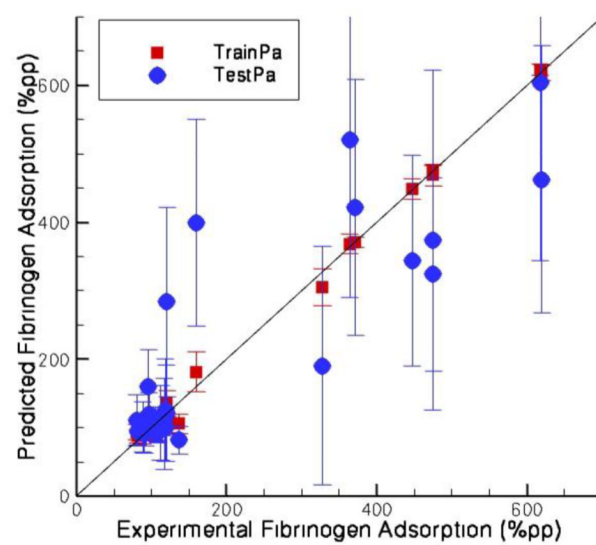 TrainPa
TestPa
Predicted Fibrinogen Adsorption (%pp)
600
400
200
0
0
200
400
600
Experimental Fibrinogen Adsorption (%pp)